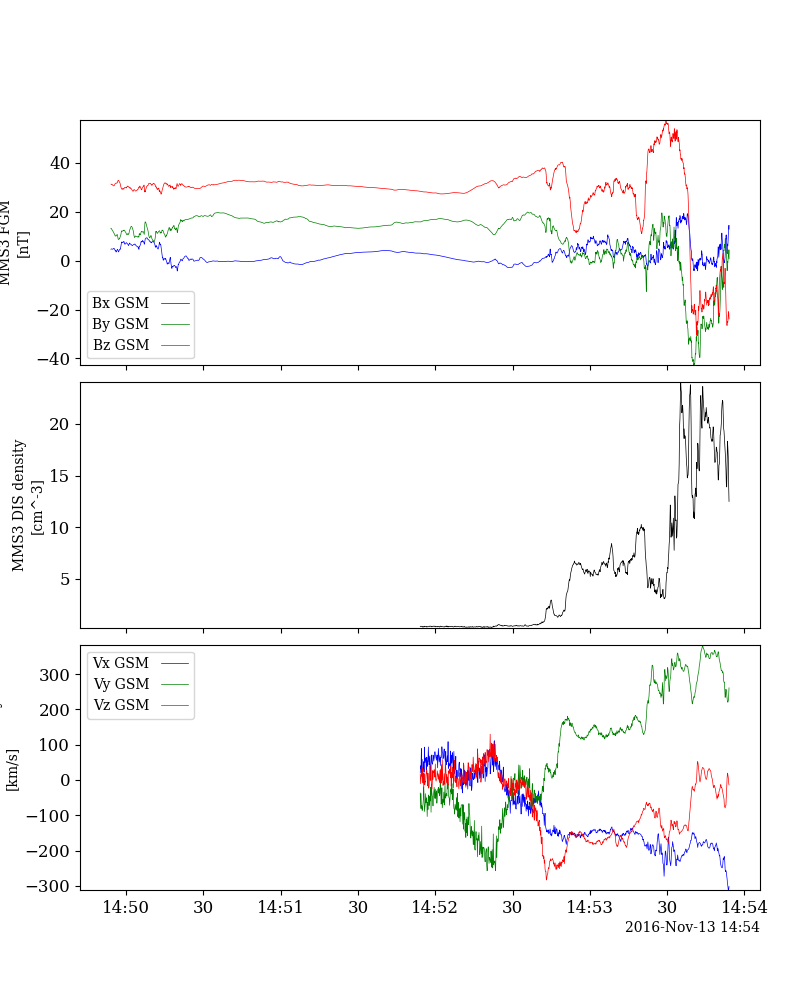 40
20
0
−20
−40
MMS3 FGM
[nT]
Bx GSM
By GSM
Bz GSM
20
15
10
5
MMS3 DIS density
[cm^-3]
300
200
100
0
−100
−200
−300
[km/s]
Vx GSM
Vy GSM
Vz GSM
14:50 30 14:51 30 14:52 30 14:53 30 14:54
2016-Nov-13 14:54